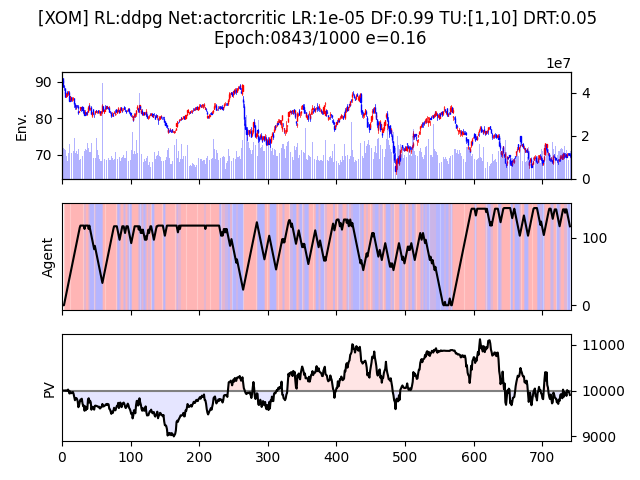 [XOM] RL:ddpg Net:actorcritic LR:1e-05 DF:0.99 TU:[1,10] DRT:0.05
Epoch:0843/1000 e=0.16
1e7
90
80
70
Env.
4
2
0
Agent
100
0
PV
11000
10000
9000
0 100 200 300 400 500 600 700